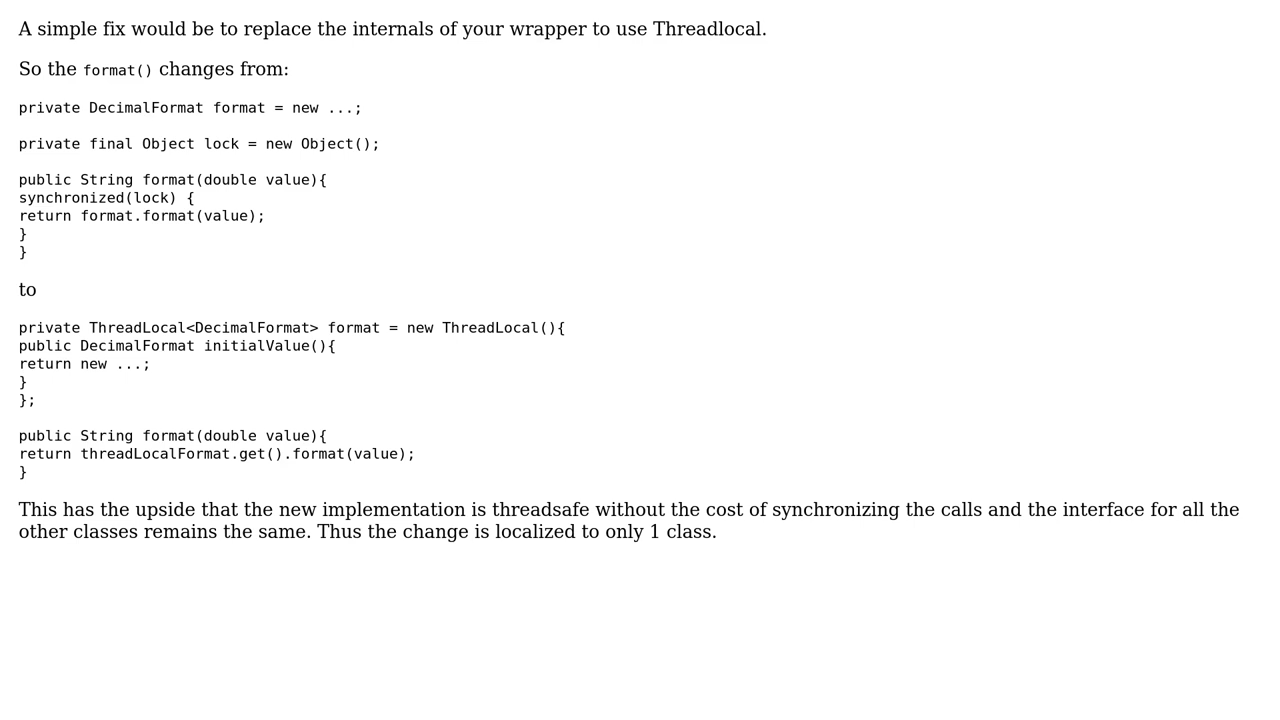 A simple fix would be to replace the internals of your wrapper to use Threadlocal.
So the format() changes from:
private DecimalFormat format = new ...;
private final Object lock = new Object();
public String format(double value){
synchronized(lock) {
return format.format(value);
}
}
to
private ThreadLocal<DecimalFormat> format = new ThreadLocal(){
public DecimalFormat initialValue(){
return new ...;
}
};
public String format(double value){
return threadLocalFormat.get().format(value);
}
This has the upside that the new implementation is threadsafe without the cost of synchronizing the calls and the interface for all the
other classes remains the same. Thus the change is localized to only 1 class.